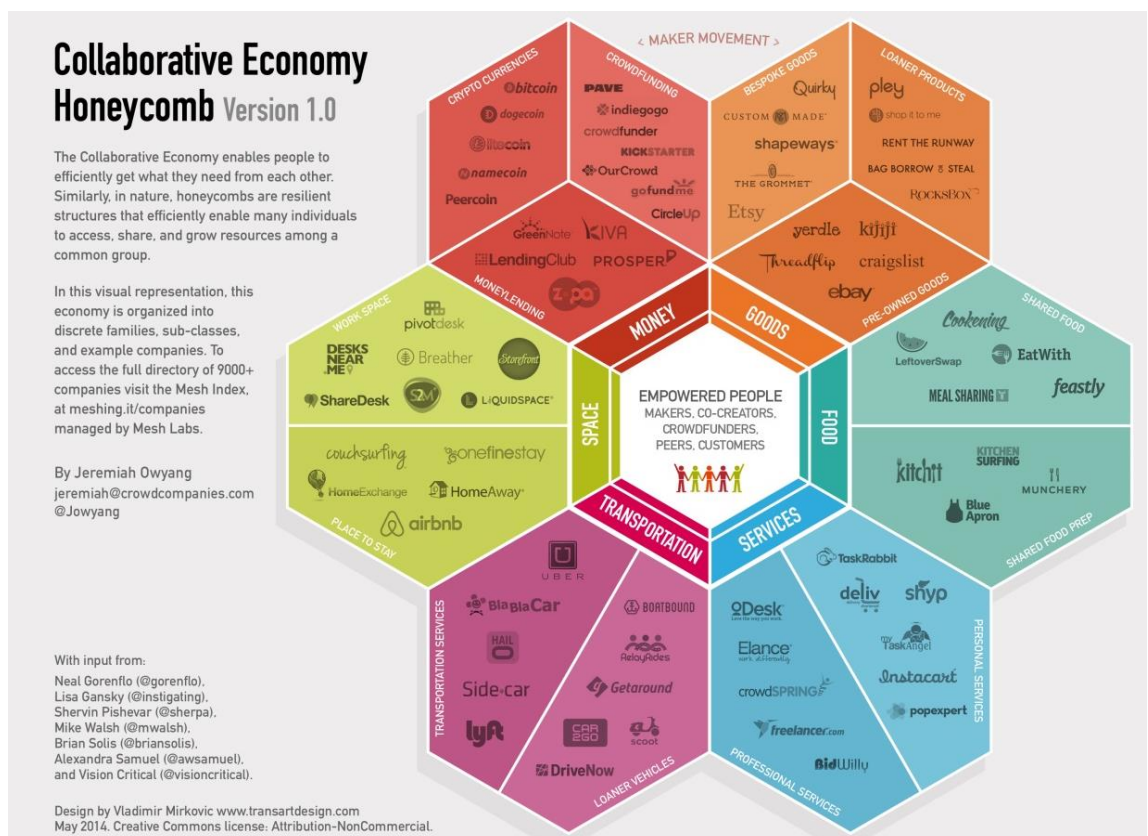 Collaborative Economy
Honeycomb Version 1.0
The Collaborative Economy enables people to
efficiently get what they need from each other.
Similarly, in nature, honeycombs are resilient
structures that efficiently enable many individuals
to access, share, and grow resources among a
common group.
In this visual representation, this
economy is organized into
discrete families, sub-classes,
and example companies. To
access the full directory of 9000+
companies visit the Mesh Index,
at meshing.it/companies
managed by Mesh Labs.
By Jeremiah Owyang
jeremiah@crowdcompanies.com
@Jowyang
With input from:
Neal Gorenflo (@gorenflo),
Lisa Gansky (@instigating),
Shervin Pishevar (@sherpa),
Mike Walsh (@mwalsh),
Brian Solis (@briansolis),
Alexandra Samuel (@awsamuel),
and Vision Critical (@visioncritical).
Design by Vladimir Mirkovic www.transartdesign.com
May 2014. Creative Commons license: Attribution-NonCommercial.
< MAKER MOVEMENT >
CRYPTO CURRENCIES
bitcoin
dogecoin
litecoin
namecoin
Peercoin
CROWDFUNDING
PAVE
indiegogo
crowdfunder
KICKSTARTER
OurCrowd
gofundme
CircleUp
MONEYLENDING
GreenNote
KIVA
LendingClub
PROSPER
zopa
MONEY
BESPOKE GOODS
Quirky
CUSTOM MADE
shapeways
THE GROMMET
Etsy
LOANER PRODUCTS
pley
shop it to me
RENT THE RUNWAY
BAG BORROW & STEAL
ROCKSBOX
PRE-OWNED GOODS
yerdle
kijiji
Threadflip
craigslist
ebay
GOODS
WORK SPACE
pivotdesk
DESKS
NEAR
.ME
Breather
Storefront
ShareDesk
S2M
LIQUIDSPACE
PLACE TO STAY
couchsurfing
onefinestay
HomeExchange
HomeAway
airbnb
SPACE
EMPOWERED PEOPLE
MAKERS, CO-CREATORS,
CROWDFUNDERS,
PEERS, CUSTOMERS
FOOD
SHARED FOOD
Cookening
LeftoverSwap
EatWith
MEAL SHARING
feastly
SHARED FOOD PREP
kitchit
KITCHEN
SURFING
MUNCHERY
Blue
Apron
TRANSPORTATION
TRANSPORTATION SERVICES
UBER
BlaBlaCar
HAILO
Side.car
lyft
LOANER VEHICLES
BOATBOUND
RelayRides
Getaround
CAR
2GO
scoot
DriveNow
SERVICES
PROFESSIONAL SERVICES
oDesk
Love the way you work.
Elance
work differently
crowdSPRING
freelancer.com
BidWilly
PERSONAL SERVICES
TaskRabbit
deliv
shyp
my
TaskAngel
Instacart
popexpert